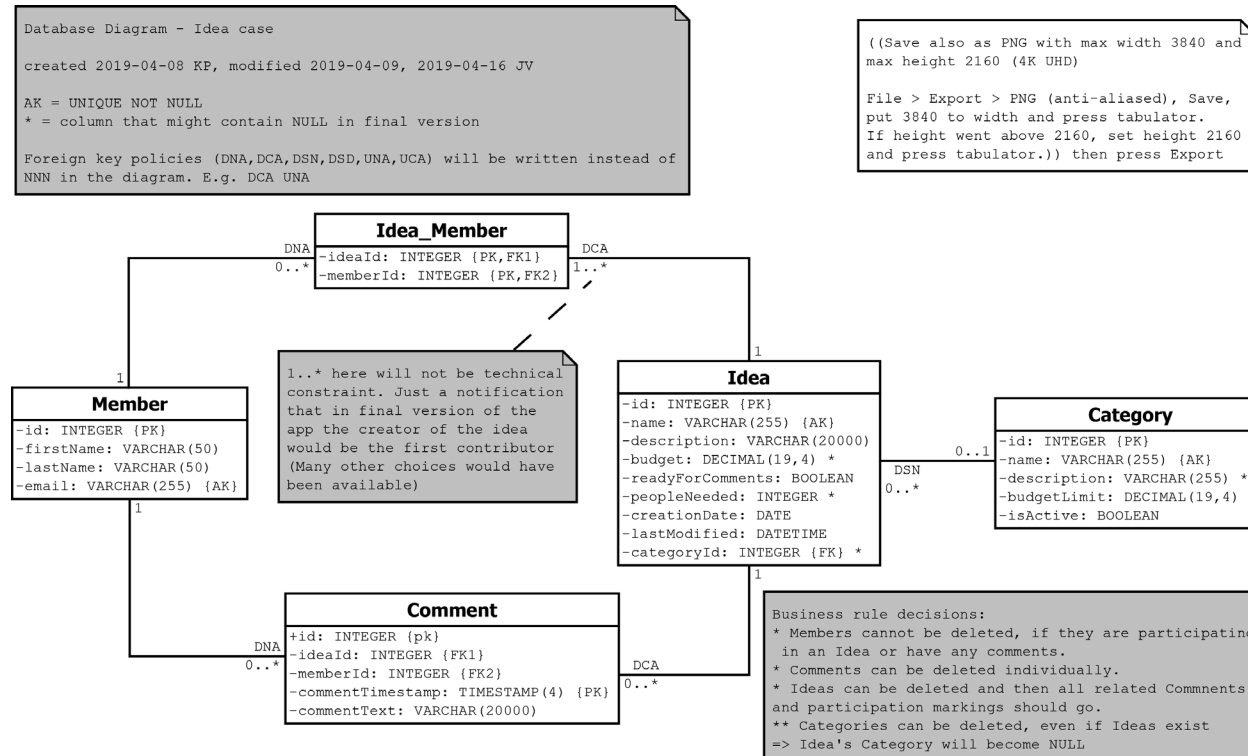 Database Diagram - Idea case
created 2019-04-08 KP, modified 2019-04-09, 2019-04-16 JV
AK = UNIQUE NOT NULL
* = column that might contain NULL in final version
Foreign key policies (DNA,DCA,DSN,DSD,UNA,UCA) will be written instead of
NNN in the diagram. E.g. DCA UNA
((Save also as PNG with max width 3840 and
max height 2160 (4K UHD)
File > Export > PNG (anti-aliased), Save,
put 3840 to width and press tabulator.
If height went above 2160, set height 2160
and press tabulator.)) then press Export
Idea_Member
-ideaId: INTEGER {PK,FK1}
-memberId: INTEGER {PK,FK2}
DNA
0..*
DCA
1..*
1
1
1..* here will not be technical
constraint. Just a notification
that in final version of the
app the creator of the idea
would be the first contributor
(Many other choices would have
been available)
Member
-id: INTEGER {PK}
-firstName: VARCHAR(50)
-lastName: VARCHAR(50)
-email: VARCHAR(255) {AK}
1
Idea
-id: INTEGER {PK}
-name: VARCHAR(255) {AK}
-description: VARCHAR(20000)
-budget: DECIMAL(19,4) *
-readyForComments: BOOLEAN
-peopleNeeded: INTEGER *
-creationDate: DATE
-lastModified: DATETIME
-categoryId: INTEGER {FK} *
1
DSN
0..*
0..1
Category
-id: INTEGER {PK}
-name: VARCHAR(255) {AK}
-description: VARCHAR(255) *
-budgetLimit: DECIMAL(19,4)
-isActive: BOOLEAN
Comment
+id: INTEGER {pk}
-ideaId: INTEGER {FK1}
-memberId: INTEGER {FK2}
-commentTimestamp: TIMESTAMP(4) {PK}
-commentText: VARCHAR(20000)
DNA
0..*
DCA
0..*
Business rule decisions:
* Members cannot be deleted, if they are participating
in an Idea or have any comments.
* Comments can be deleted individually.
* Ideas can be deleted and then all related Commnents
and participation markings should go.
** Categories can be deleted, even if Ideas exist
=> Idea's Category will become NULL